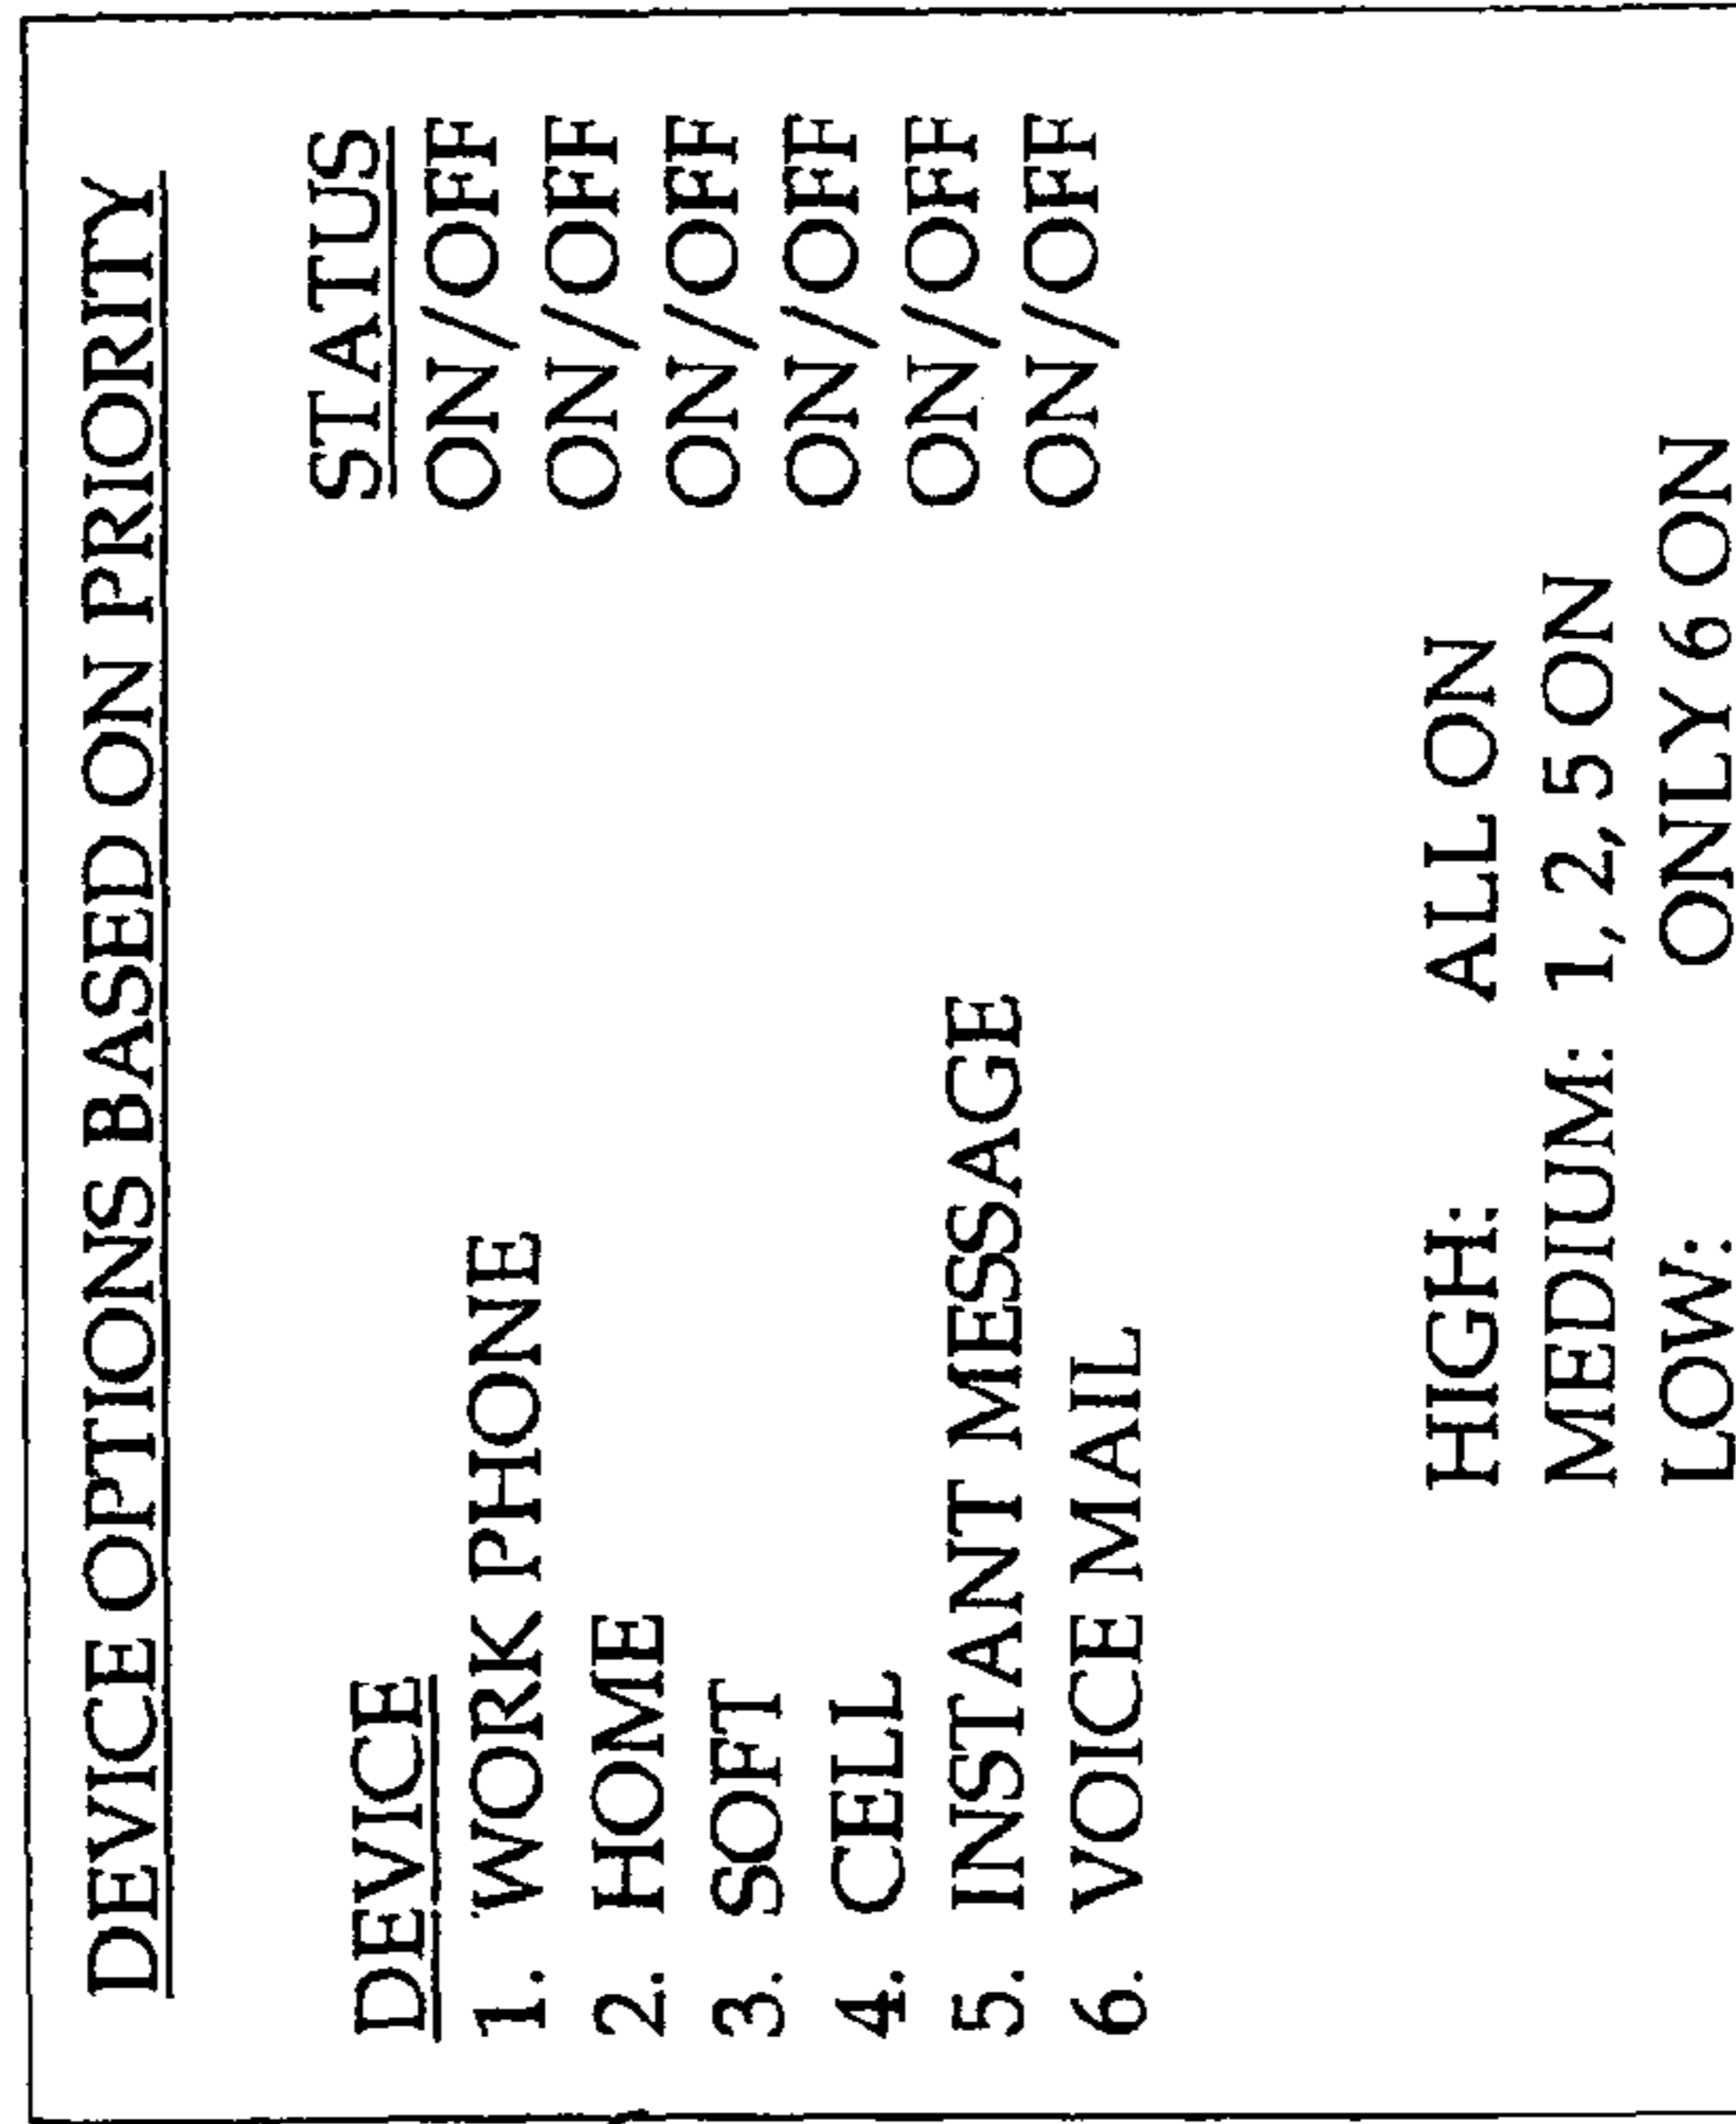 DEVICE OPTIONS BASED ON PRIORITY
DEVICE STATUS
1. WORK PHONE ON/OFF
2. HOME ON/OFF
3. SOFT ON/OFF
4. CELL ON/OFF
5. INSTANT MESSAGE ON/OFF
6. VOICE MAIL ON/OFF
HIGH: ALL ON
MEDIUM: 1, 2, 5 ON
LOW: ONLY 6 ON